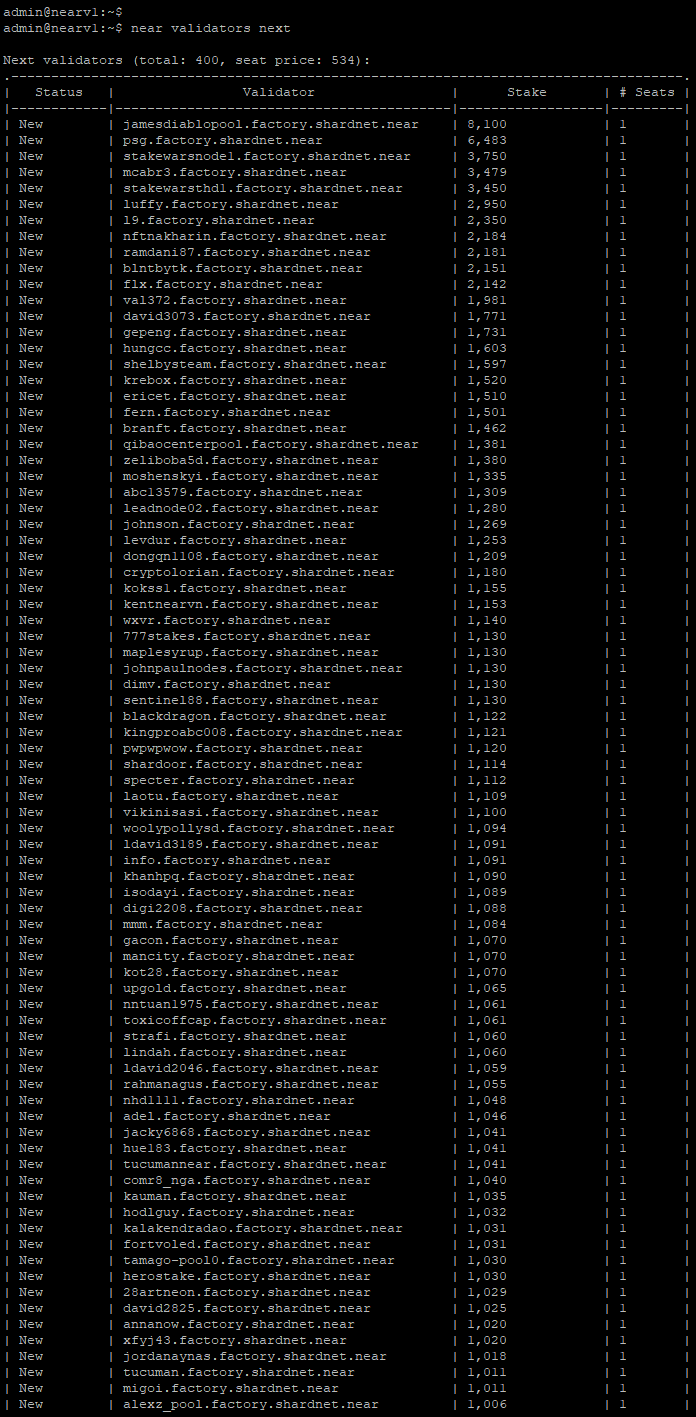 admin@nearv1:~$
admin@nearv1:~$ near validators next
Next validators (total: 400, seat price: 534):
.------------------------------------------------------------------------------------.
| Status | Validator | Stake | # Seats |
|------------|------------------------------------------|------------------|---------|
| New | jamesdiablopool.factory.shardnet.near | 8,100 | 1 |
| New | psg.factory.shardnet.near | 6,483 | 1 |
| New | stakewarsnode1.factory.shardnet.near | 3,750 | 1 |
| New | mcabr3.factory.shardnet.near | 3,479 | 1 |
| New | stakewarsthd1.factory.shardnet.near | 3,450 | 1 |
| New | luffy.factory.shardnet.near | 2,950 | 1 |
| New | l9.factory.shardnet.near | 2,350 | 1 |
| New | nftnakharin.factory.shardnet.near | 2,184 | 1 |
| New | ramdani87.factory.shardnet.near | 2,181 | 1 |
| New | blntbytk.factory.shardnet.near | 2,151 | 1 |
| New | flx.factory.shardnet.near | 2,142 | 1 |
| New | val372.factory.shardnet.near | 1,981 | 1 |
| New | david3073.factory.shardnet.near | 1,771 | 1 |
| New | gepeng.factory.shardnet.near | 1,731 | 1 |
| New | hungcc.factory.shardnet.near | 1,603 | 1 |
| New | shelbysteam.factory.shardnet.near | 1,597 | 1 |
| New | krebox.factory.shardnet.near | 1,520 | 1 |
| New | ericet.factory.shardnet.near | 1,510 | 1 |
| New | fern.factory.shardnet.near | 1,501 | 1 |
| New | branft.factory.shardnet.near | 1,462 | 1 |
| New | qibaocenterpool.factory.shardnet.near | 1,381 | 1 |
| New | zeliboba5d.factory.shardnet.near | 1,380 | 1 |
| New | moshenskyi.factory.shardnet.near | 1,335 | 1 |
| New | abc13579.factory.shardnet.near | 1,309 | 1 |
| New | leadnode02.factory.shardnet.near | 1,280 | 1 |
| New | johnson.factory.shardnet.near | 1,269 | 1 |
| New | levdur.factory.shardnet.near | 1,253 | 1 |
| New | dongqn1108.factory.shardnet.near | 1,209 | 1 |
| New | cryptolorian.factory.shardnet.near | 1,180 | 1 |
| New | kokss1.factory.shardnet.near | 1,155 | 1 |
| New | kentnearvn.factory.shardnet.near | 1,153 | 1 |
| New | wxvr.factory.shardnet.near | 1,140 | 1 |
| New | 777stakes.factory.shardnet.near | 1,130 | 1 |
| New | maplesyrup.factory.shardnet.near | 1,130 | 1 |
| New | johnpaulnodes.factory.shardnet.near | 1,130 | 1 |
| New | dimv.factory.shardnet.near | 1,130 | 1 |
| New | sentinel88.factory.shardnet.near | 1,130 | 1 |
| New | blackdragon.factory.shardnet.near | 1,122 | 1 |
| New | kingproabc008.factory.shardnet.near | 1,121 | 1 |
| New | pwpwpwow.factory.shardnet.near | 1,120 | 1 |
| New | shardoor.factory.shardnet.near | 1,114 | 1 |
| New | specter.factory.shardnet.near | 1,112 | 1 |
| New | laotu.factory.shardnet.near | 1,109 | 1 |
| New | vikinisasi.factory.shardnet.near | 1,100 | 1 |
| New | woolypollysd.factory.shardnet.near | 1,094 | 1 |
| New | ldavid3189.factory.shardnet.near | 1,091 | 1 |
| New | info.factory.shardnet.near | 1,091 | 1 |
| New | khanhpq.factory.shardnet.near | 1,090 | 1 |
| New | isodayi.factory.shardnet.near | 1,089 | 1 |
| New | digi2208.factory.shardnet.near | 1,088 | 1 |
| New | mmm.factory.shardnet.near | 1,084 | 1 |
| New | gacon.factory.shardnet.near | 1,070 | 1 |
| New | mancity.factory.shardnet.near | 1,070 | 1 |
| New | kot28.factory.shardnet.near | 1,070 | 1 |
| New | upgold.factory.shardnet.near | 1,065 | 1 |
| New | nntuan1975.factory.shardnet.near | 1,061 | 1 |
| New | toxicoffcap.factory.shardnet.near | 1,061 | 1 |
| New | strafi.factory.shardnet.near | 1,060 | 1 |
| New | lindah.factory.shardnet.near | 1,060 | 1 |
| New | ldavid2046.factory.shardnet.near | 1,059 | 1 |
| New | rahmanagus.factory.shardnet.near | 1,055 | 1 |
| New | nhd1111.factory.shardnet.near | 1,048 | 1 |
| New | adel.factory.shardnet.near | 1,046 | 1 |
| New | jacky6868.factory.shardnet.near | 1,041 | 1 |
| New | hue183.factory.shardnet.near | 1,041 | 1 |
| New | tucumannear.factory.shardnet.near | 1,041 | 1 |
| New | comr8_nga.factory.shardnet.near | 1,040 | 1 |
| New | kauman.factory.shardnet.near | 1,035 | 1 |
| New | hodlguy.factory.shardnet.near | 1,032 | 1 |
| New | kalakendradao.factory.shardnet.near | 1,031 | 1 |
| New | fortvoled.factory.shardnet.near | 1,031 | 1 |
| New | tamago-pool0.factory.shardnet.near | 1,030 | 1 |
| New | herostake.factory.shardnet.near | 1,030 | 1 |
| New | 28artneon.factory.shardnet.near | 1,029 | 1 |
| New | david2825.factory.shardnet.near | 1,025 | 1 |
| New | annanow.factory.shardnet.near | 1,020 | 1 |
| New | xfyj43.factory.shardnet.near | 1,020 | 1 |
| New | jordanaynas.factory.shardnet.near | 1,018 | 1 |
| New | tucuman.factory.shardnet.near | 1,011 | 1 |
| New | migoi.factory.shardnet.near | 1,011 | 1 |
| New | alexz_pool.factory.shardnet.near | 1,006 | 1 |